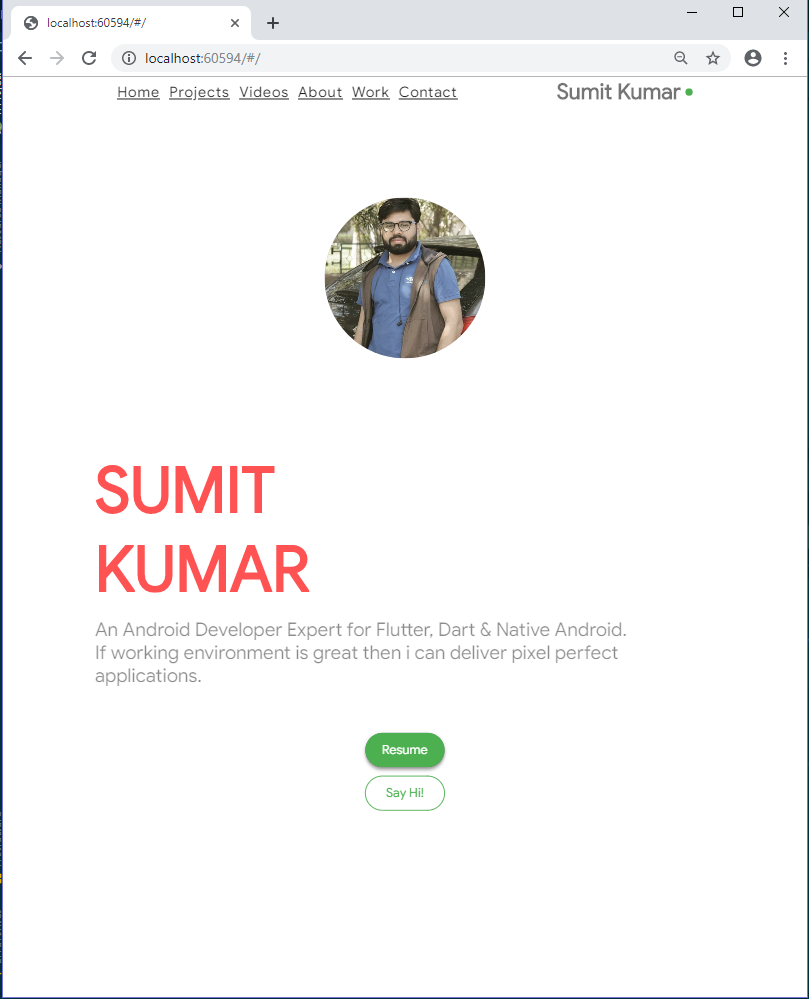 localhost:60594/#/
localhost:60594/#/
Home Projects Videos About Work Contact Sumit Kumar
SUMIT
KUMAR
An Android Developer Expert for Flutter, Dart & Native Android.
If working environment is great then i can deliver pixel perfect
applications.
Resume
Say Hi!